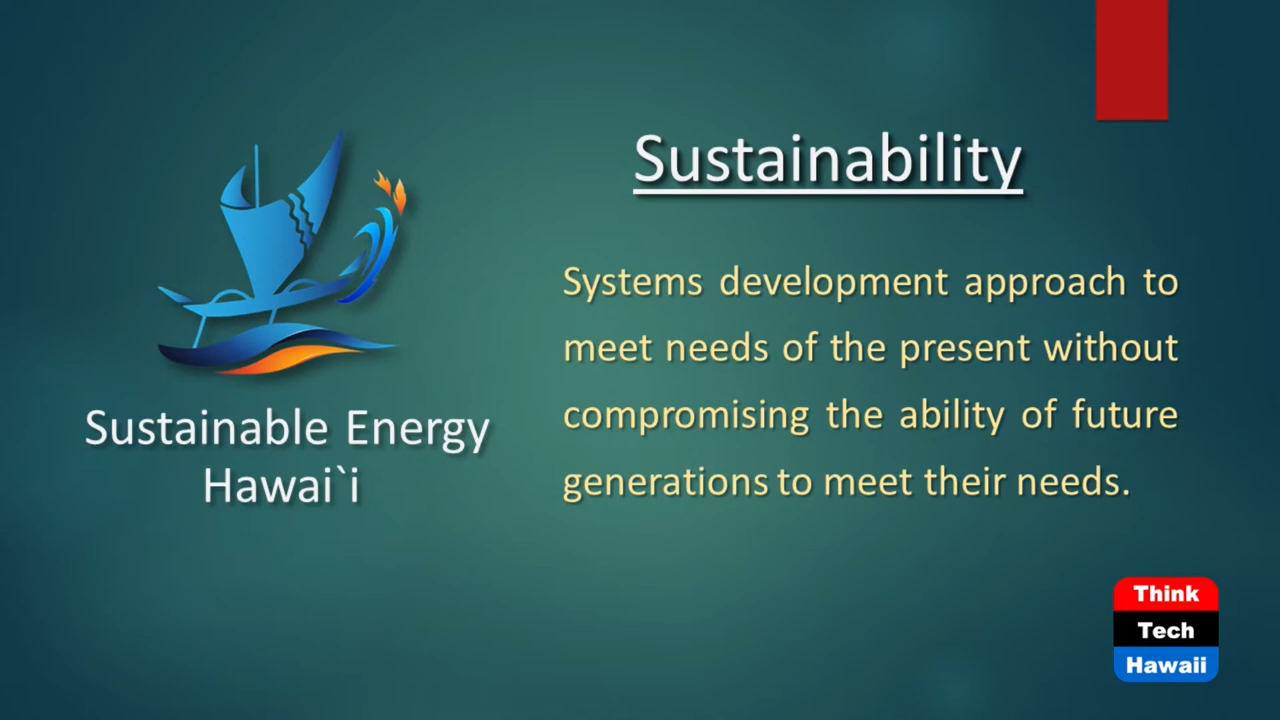 Sustainability
Systems development approach to
meet needs of the present without
compromising the ability of future
generations to meet their needs.
Sustainable Energy
Hawai`i
Think
Tech
Hawaii